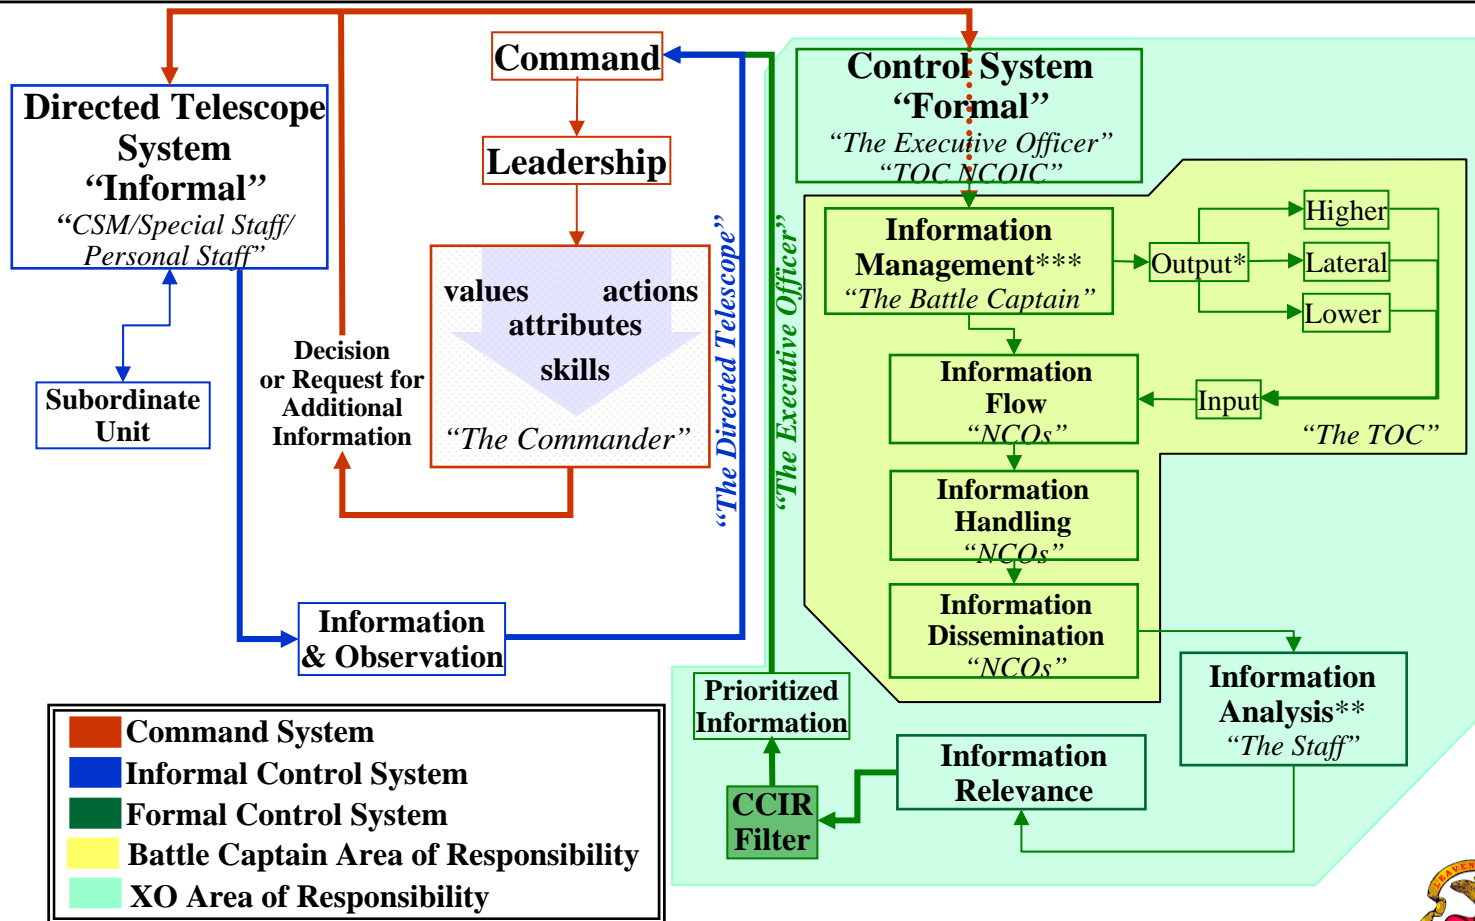 Command
Control System
“Formal”
“The Executive Officer”
“TOC NCOIC”
Directed Telescope
System
“Informal”
“CSM/Special Staff/
Personal Staff”
Leadership
Information
Management***
“The Battle Captain”
Output*
Higher
Lateral
Lower
values
actions
attributes
skills
“The Commander”
Decision
or Request for
Additional
Information
Subordinate
Unit
“The Directed Telescope”
“The Executive Officer”
Information
Flow
“NCOs”
Input
“The TOC”
Information
Handling
“NCOs”
Information
Dissemination
“NCOs”
Information
& Observation
Prioritized
Information
Information
Analysis**
“The Staff”
Information
Relevance
CCIR
Filter
Command System
Informal Control System
Formal Control System
Battle Captain Area of Responsibility
XO Area of Responsibility
LEAVEN